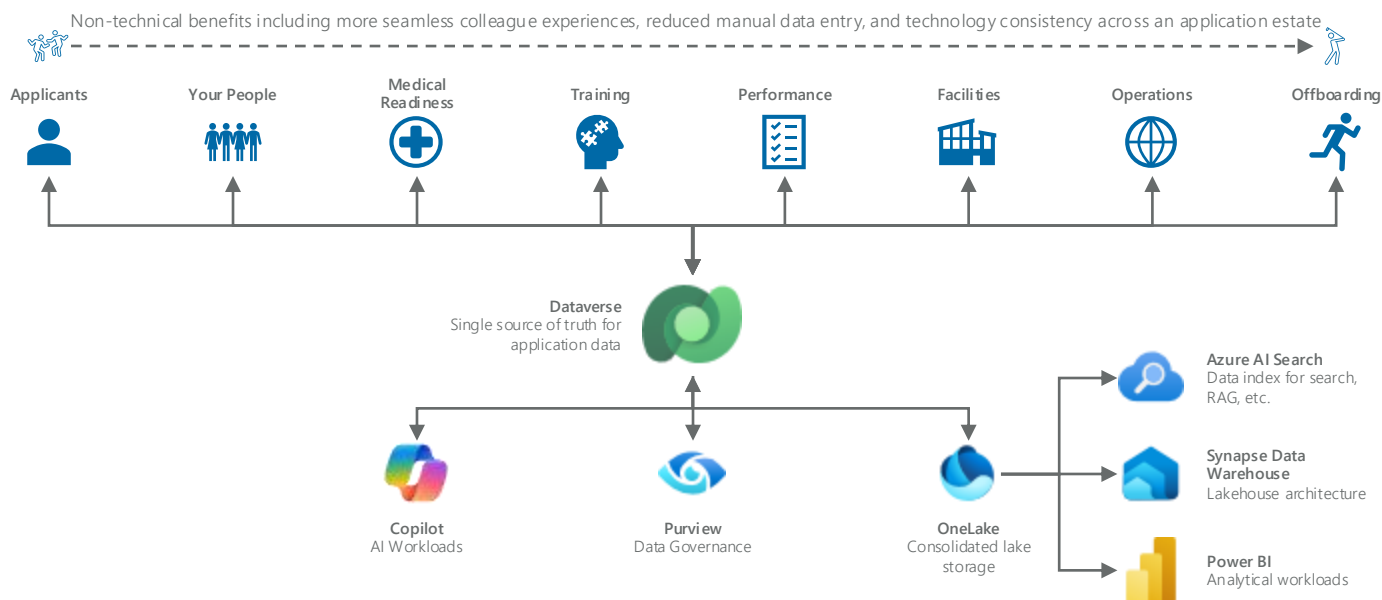 Non-technical benefits including more seamless colleague experiences, reduced manual data entry, and technology consistency across an application estate
Applicants
Your People
Medical
Readiness
Training
Performance
Facilities
Operations
Offboarding
Dataverse
Single source of truth for
application data
Copilot
AI Workloads
Purview
Data Governance
OneLake
Consolidated lake
storage
Azure AI Search
Data index for search,
RAG, etc.
Synapse Data
Warehouse
Lakehouse architecture
Power BI
Analytical workloads